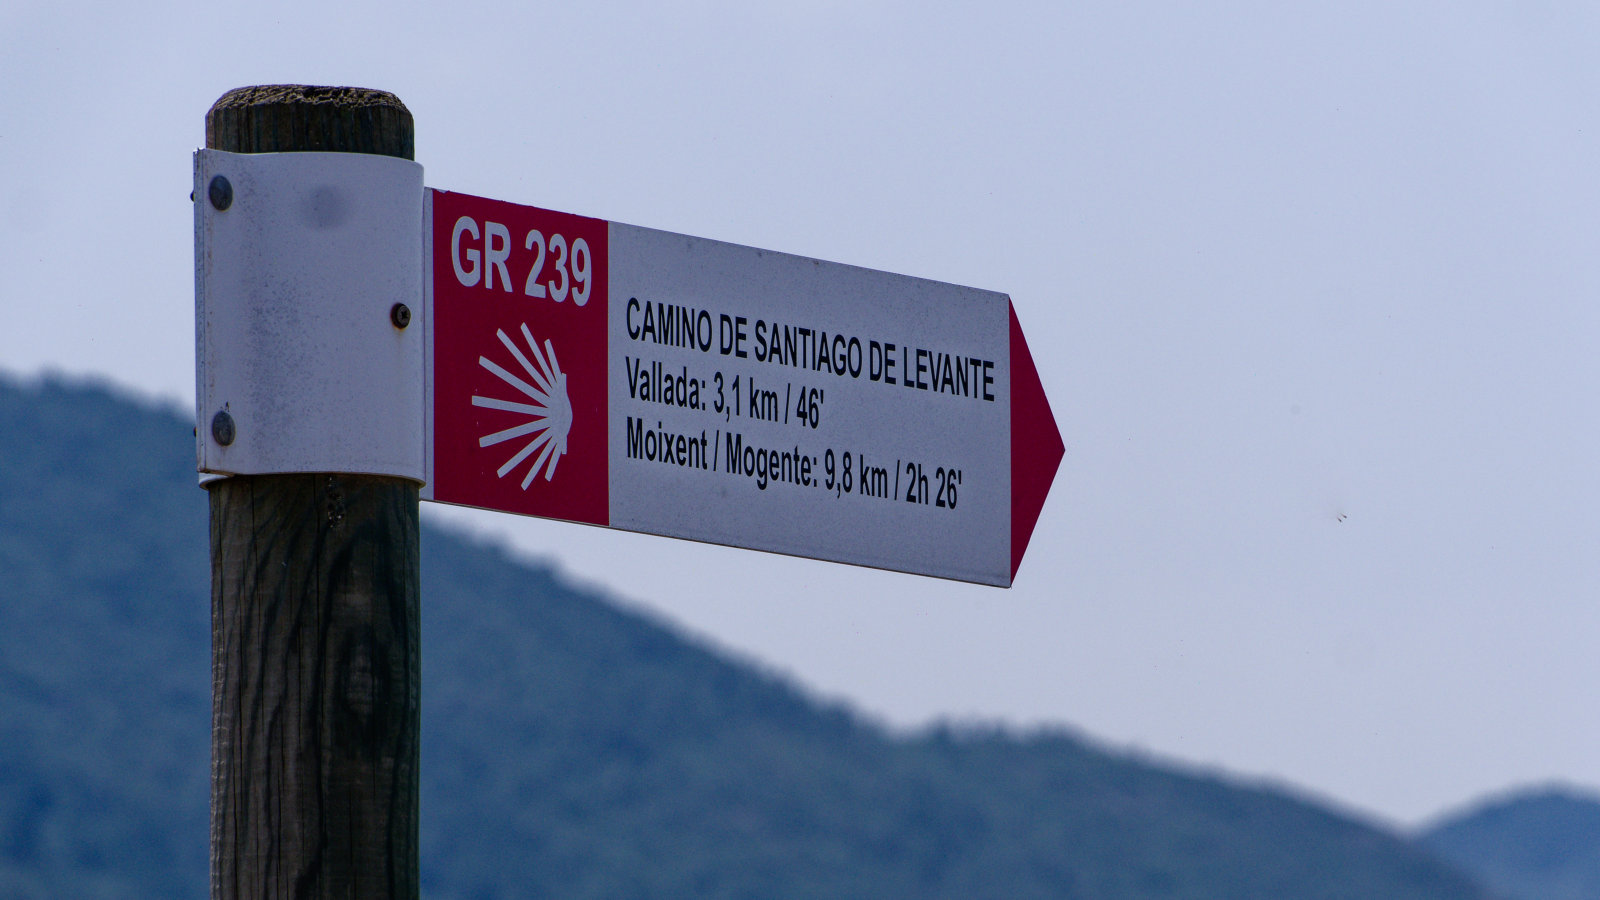 GR 239
CAMINO DE SANTIAGO DE LEVANTE
Vallada: 3,1 km / 46'
Moixent / Mogente: 9,8 km / 2h 26'